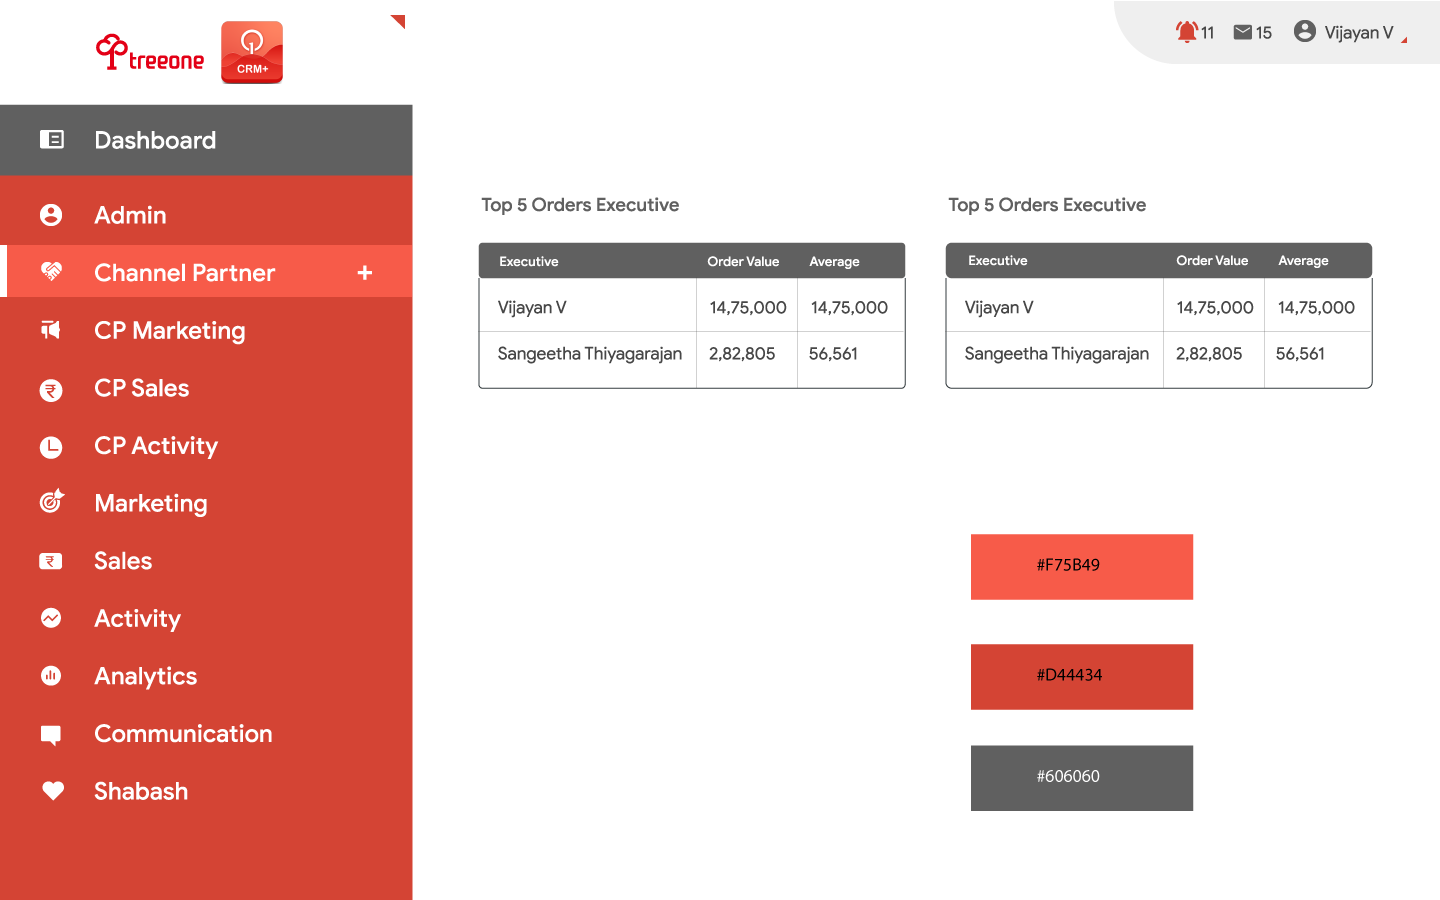 treeone
CRM+
11 15 Vijayan V
Dashboard
Admin
Channel Partner +
CP Marketing
CP Sales
CP Activity
Marketing
Sales
Activity
Analytics
Communication
Shabash
Top 5 Orders Executive
Executive Order Value Average
Vijayan V 14,75,000 14,75,000
Sangeetha Thiyagarajan 2,82,805 56,561
Top 5 Orders Executive
Executive Order Value Average
Vijayan V 14,75,000 14,75,000
Sangeetha Thiyagarajan 2,82,805 56,561
#F75B49
#D44434
#606060